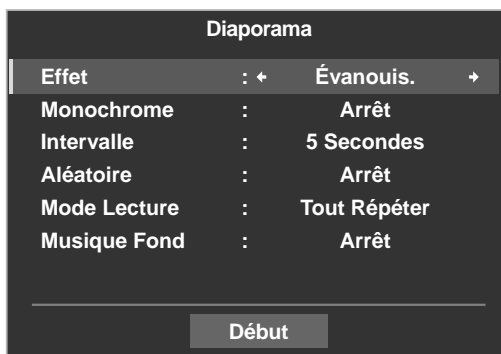 Diaporama
Effet : Évanouis.
Monochrome : Arrêt
Intervalle : 5 Secondes
Aléatoire : Arrêt
Mode Lecture : Tout Répéter
Musique Fond : Arrêt
Début